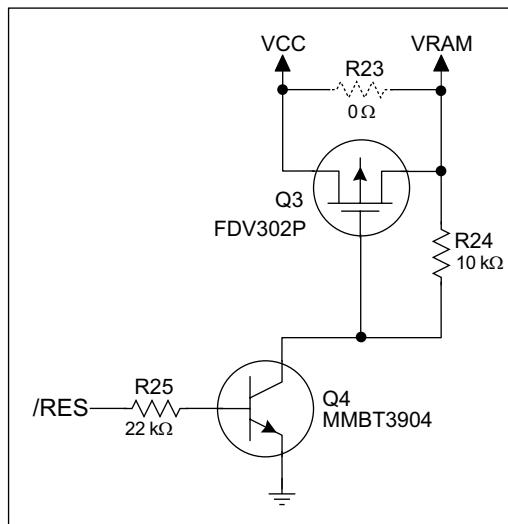 VCC
VRAM
R23
0 Ω
Q3
FDV302P
R24
10 kΩ
R25
/RES
22 kΩ
Q4
MMBT3904